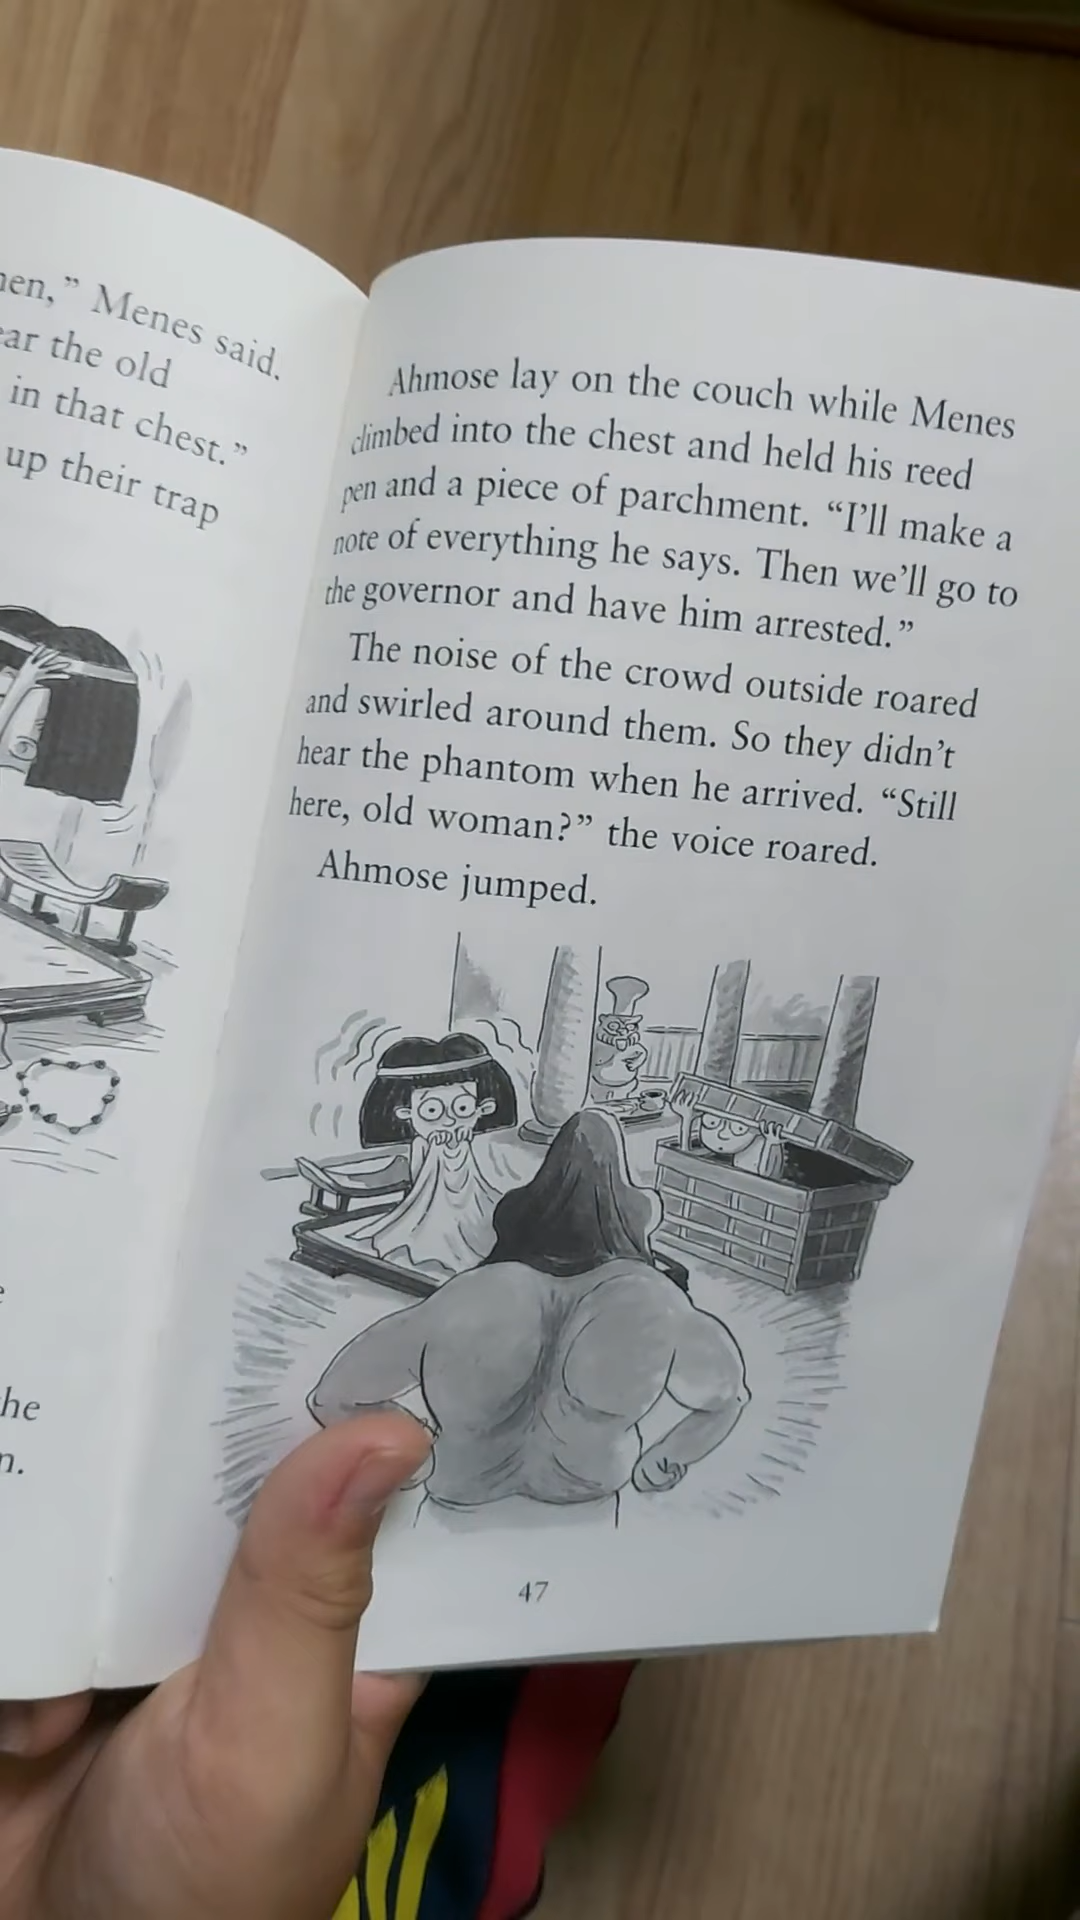 hen,” Menes said.
ear the old
in that chest.”
up their trap
he
n.
Ahmose lay on the couch while Menes
climbed into the chest and held his reed
pen and a piece of parchment. “I’ll make a
note of everything he says. Then we’ll go to
the governor and have him arrested.”
The noise of the crowd outside roared
and swirled around them. So they didn’t
hear the phantom when he arrived. “Still
here, old woman?” the voice roared.
Ahmose jumped.
47